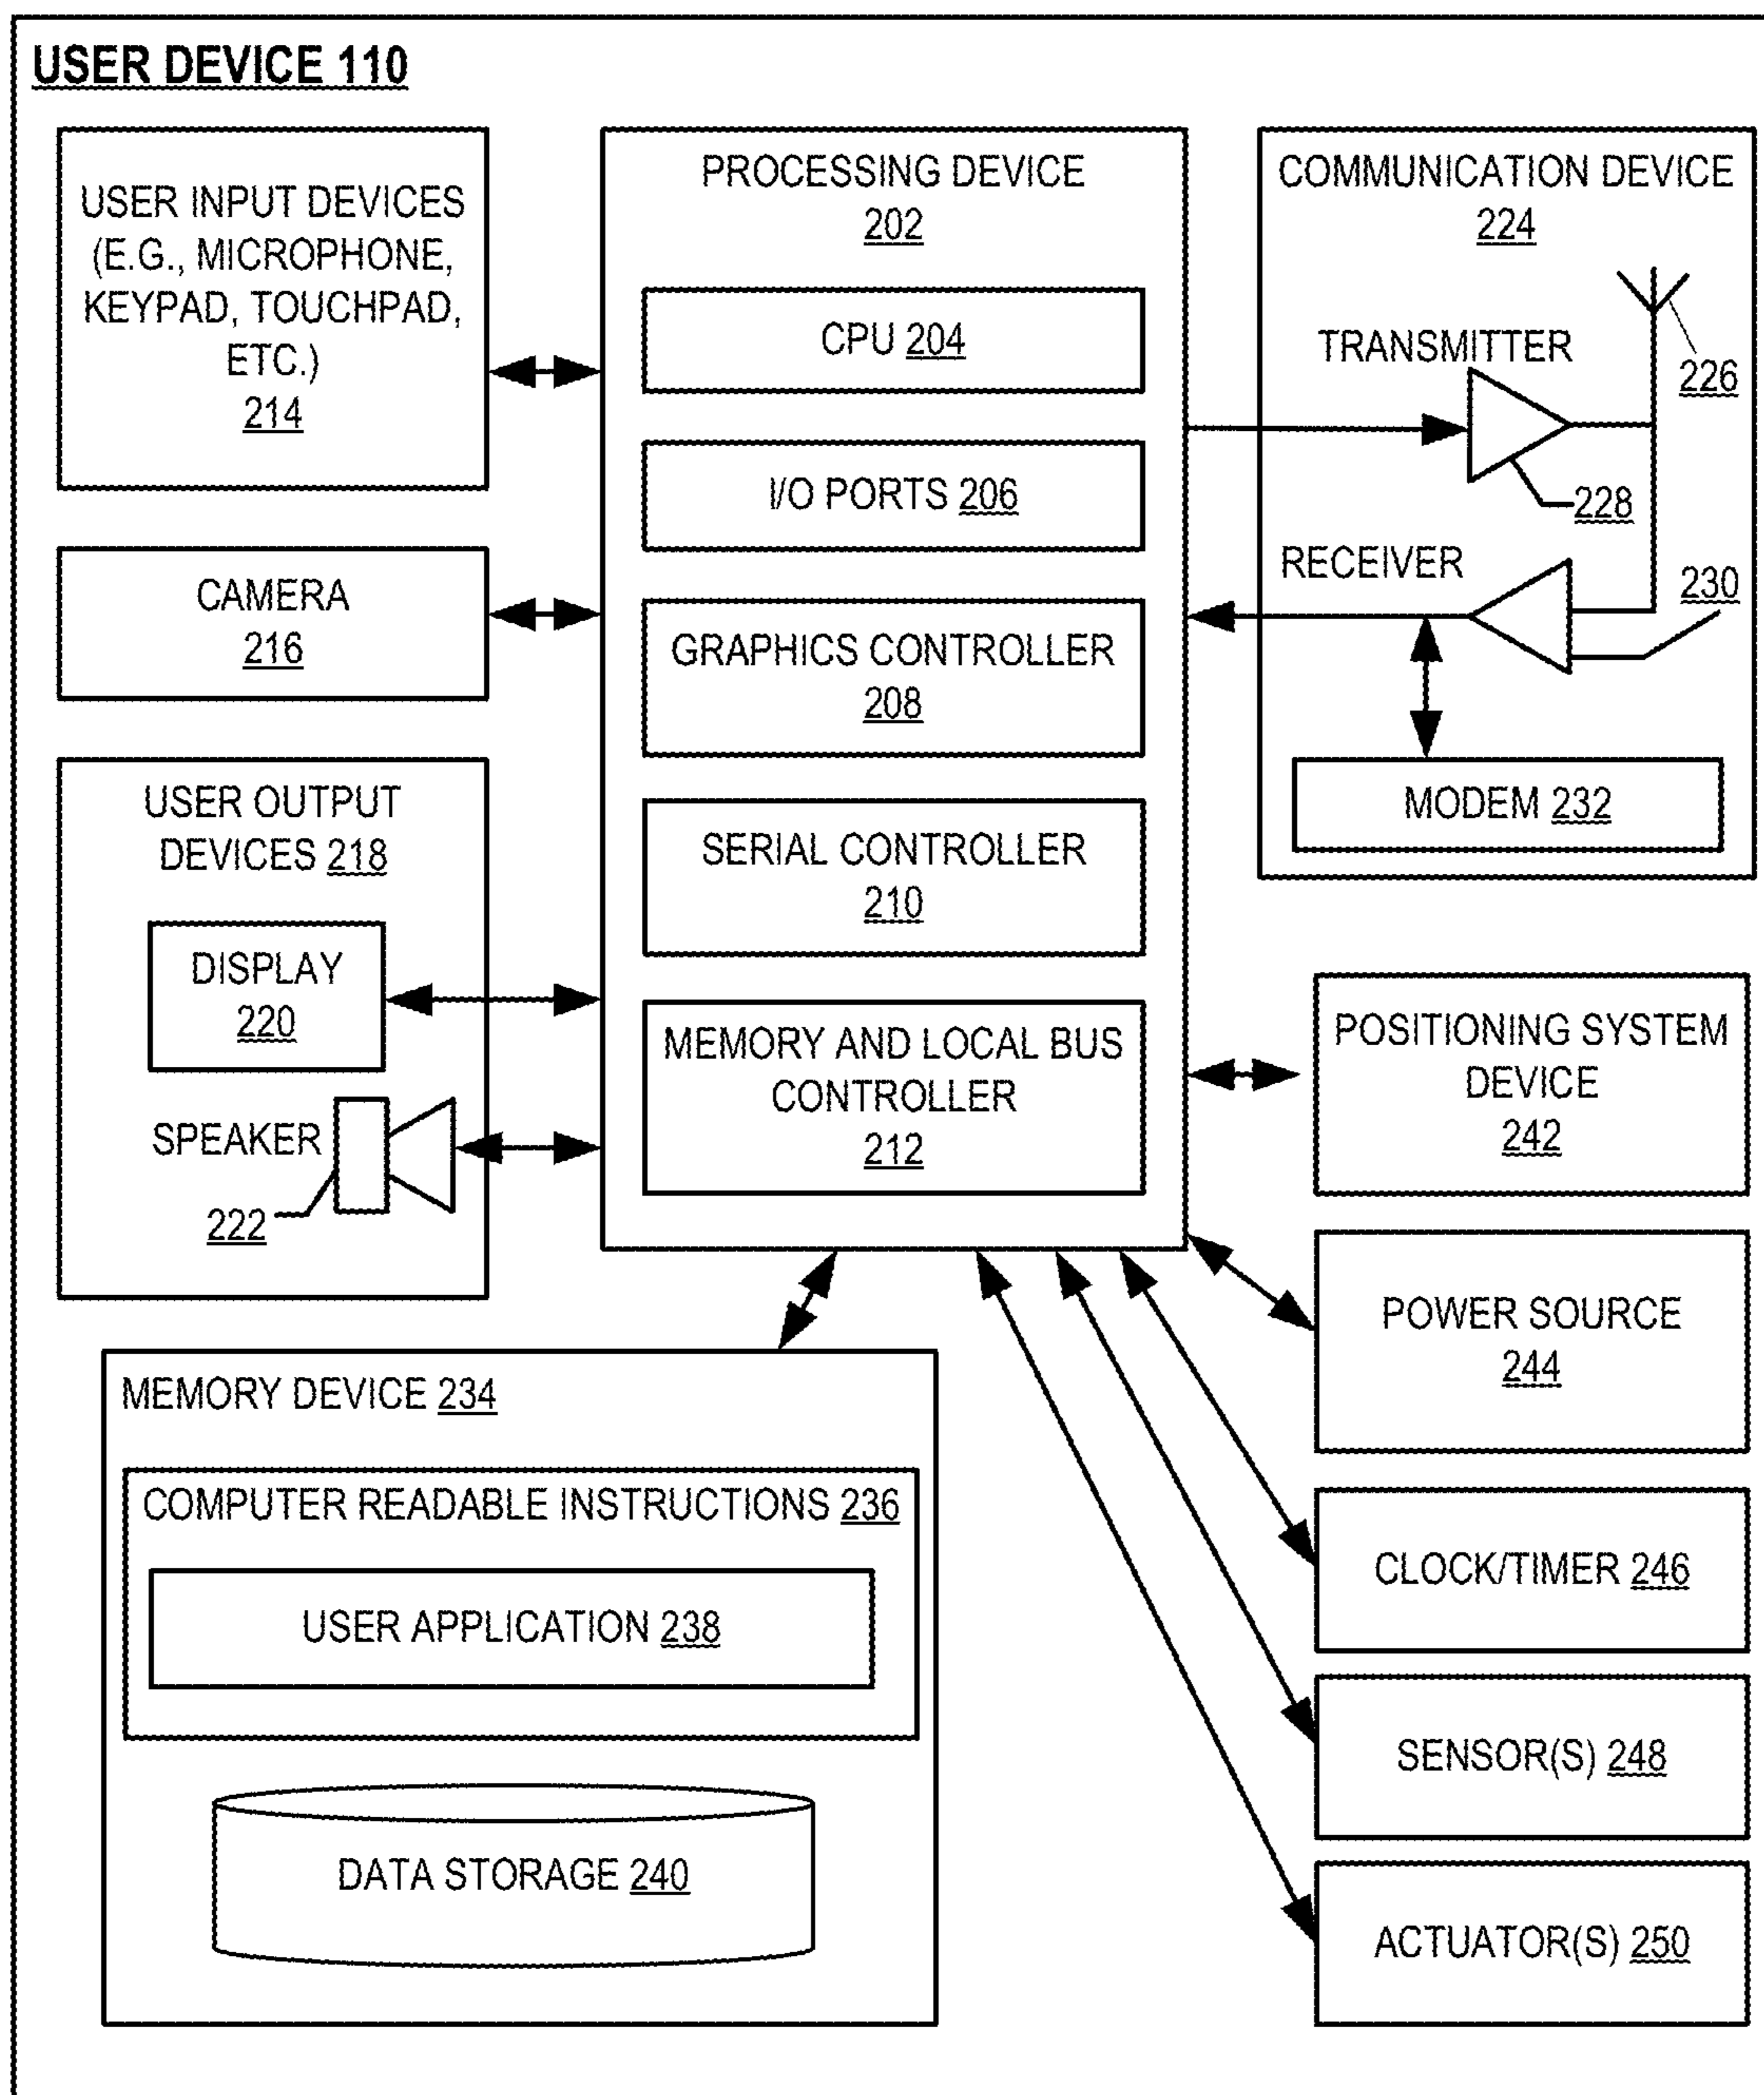 USER DEVICE 110
USER INPUT DEVICES
(E.G., MICROPHONE,
KEYPAD, TOUCHPAD,
ETC.)
214
CAMERA
216
USER OUTPUT
DEVICES 218
DISPLAY
220
SPEAKER
222
PROCESSING DEVICE
202
CPU 204
I/O PORTS 206
GRAPHICS CONTROLLER
208
SERIAL CONTROLLER
210
MEMORY AND LOCAL BUS
CONTROLLER
212
COMMUNICATION DEVICE
224
TRANSMITTER
226
228
RECEIVER
230
MODEM 232
POSITIONING SYSTEM
DEVICE
242
POWER SOURCE
244
CLOCK/TIMER 246
SENSOR(S) 248
ACTUATOR(S) 250
MEMORY DEVICE 234
COMPUTER READABLE INSTRUCTIONS 236
USER APPLICATION 238
DATA STORAGE 240